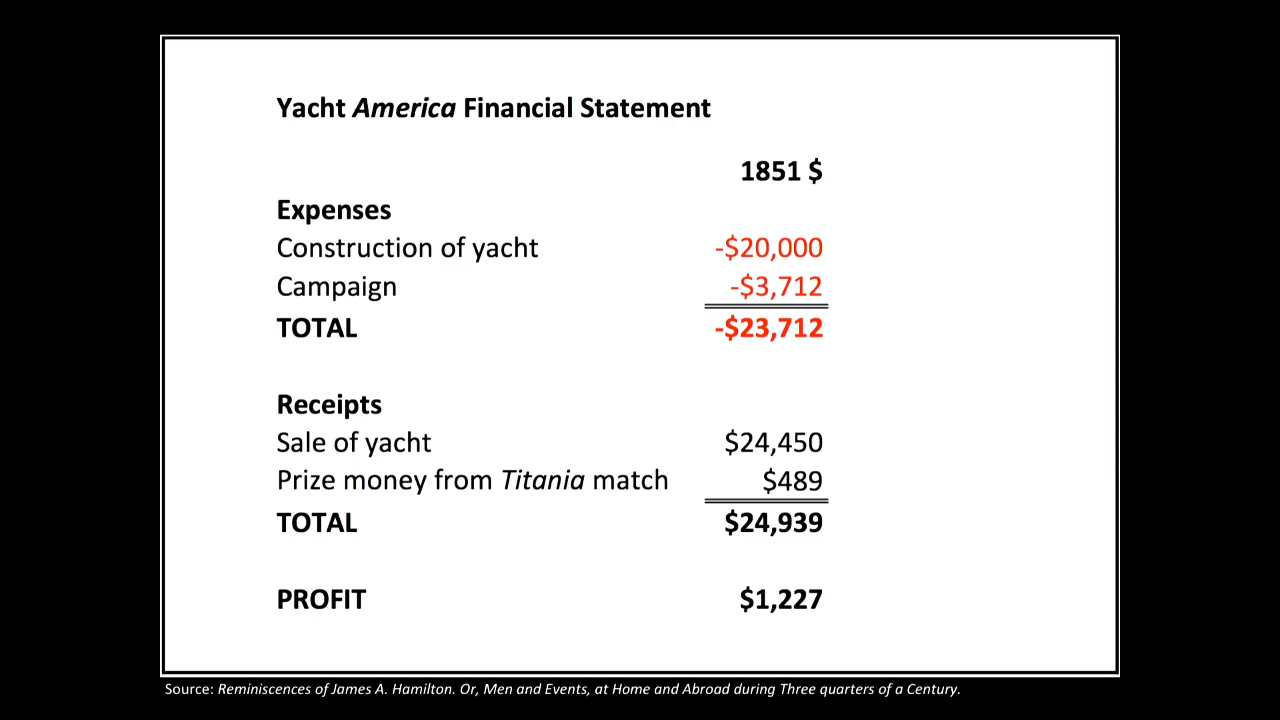 Yacht America Financial Statement
1851 $
Expenses
Construction of yacht -$20,000
Campaign -$3,712
TOTAL -$23,712
Receipts
Sale of yacht $24,450
Prize money from Titania match $489
TOTAL $24,939
PROFIT $1,227
Source: Reminiscences of James A. Hamilton. Or, Men and Events, at Home and Abroad during Three quarters of a Century.